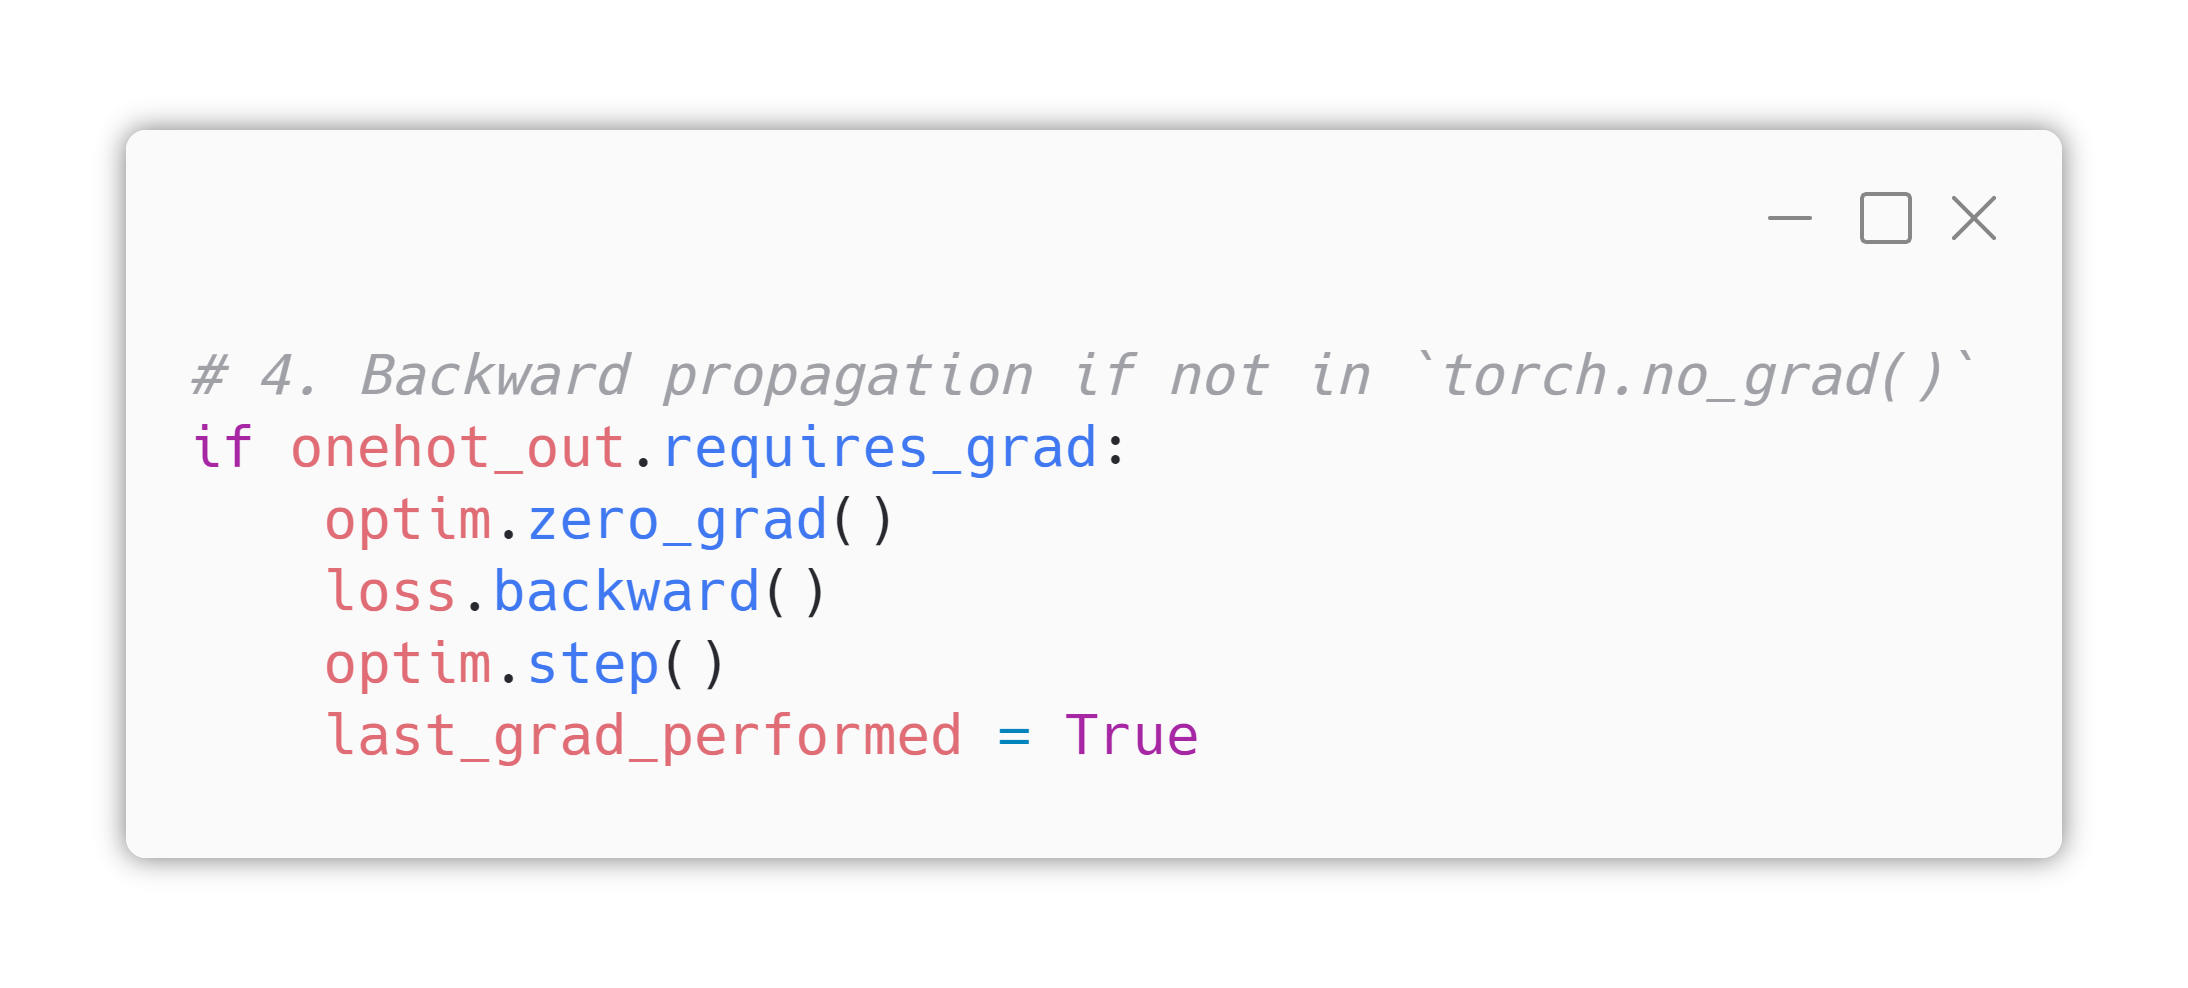 # 4. Backward propagation if not in `torch.no_grad()`
if onehot_out.requires_grad:
    optim.zero_grad()
    loss.backward()
    optim.step()
    last_grad_performed = True